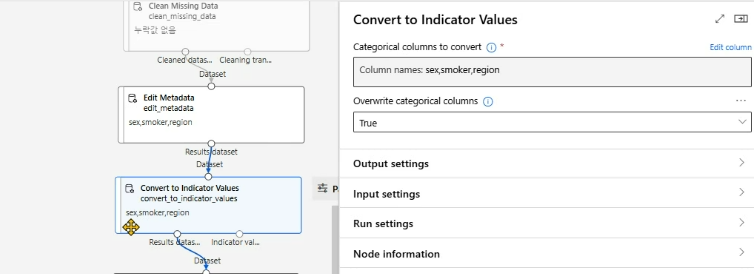 Clean Missing Data
clean_missing_data
누락값 없음
Cleaned datas... Cleaning tran...
Dataset
Edit Metadata
edit_metadata
sex,smoker,region
Results dataset
Dataset
Convert to Indicator Values
convert_to_indicator_values
sex,smoker,region
Results datas... Indicator val...
Dataset
P
Convert to Indicator Values
Categorical columns to convert * Edit column
Column names: sex,smoker,region
Overwrite categorical columns ...
True
Output settings
Input settings
Run settings
Node information